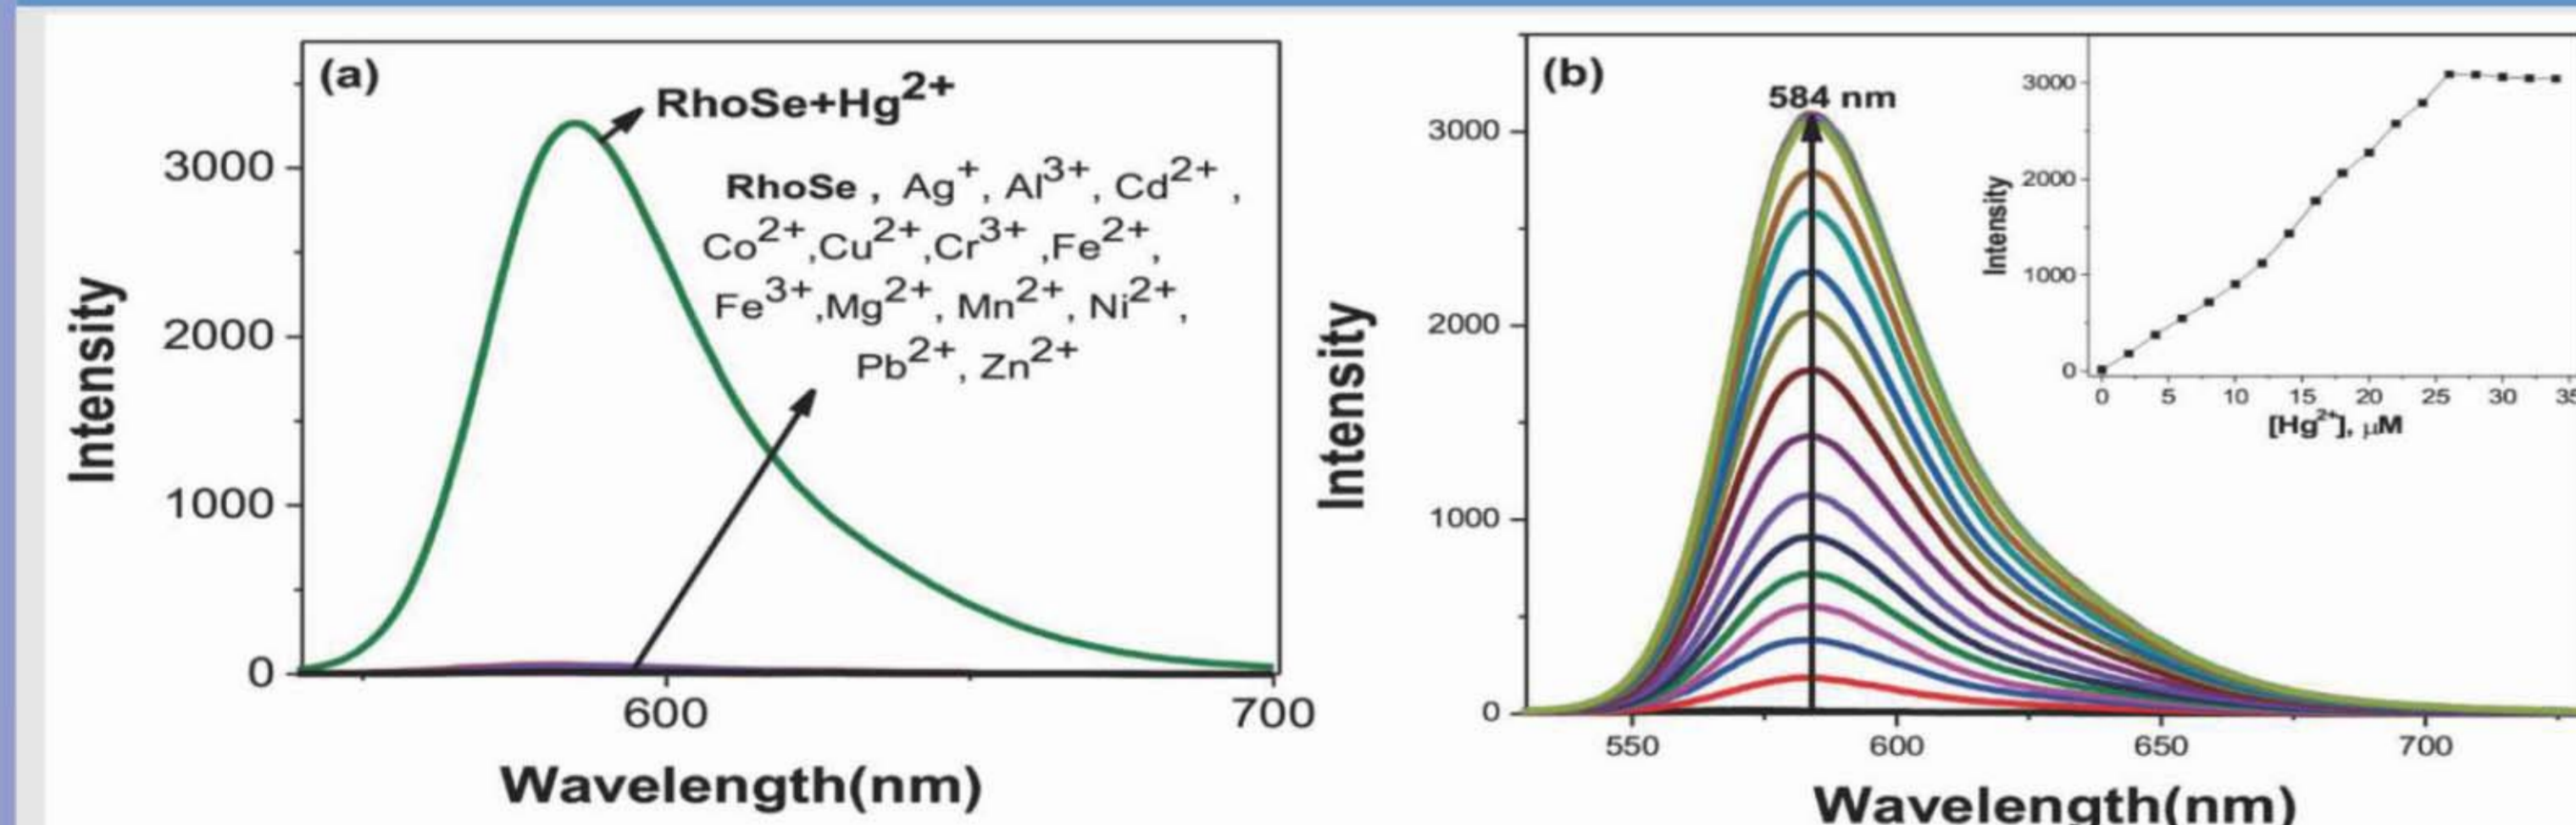 (a)
RhoSe+Hg2+
RhoSe , Ag+, Al3+, Cd2+ ,
Co2+,Cu2+,Cr3+ ,Fe2+,
Fe3+,Mg2+, Mn2+, Ni2+,
Pb2+, Zn2+
Intensity
3000
2000
1000
0
600 700
Wavelength(nm)
(b)
584 nm
Intensity
3000
2000
1000
0
550 600 650 700
Wavelength(nm)
Intensity
3000
2000
1000
0
0 5 10 15 20 25 30 35
[Hg2+], μM